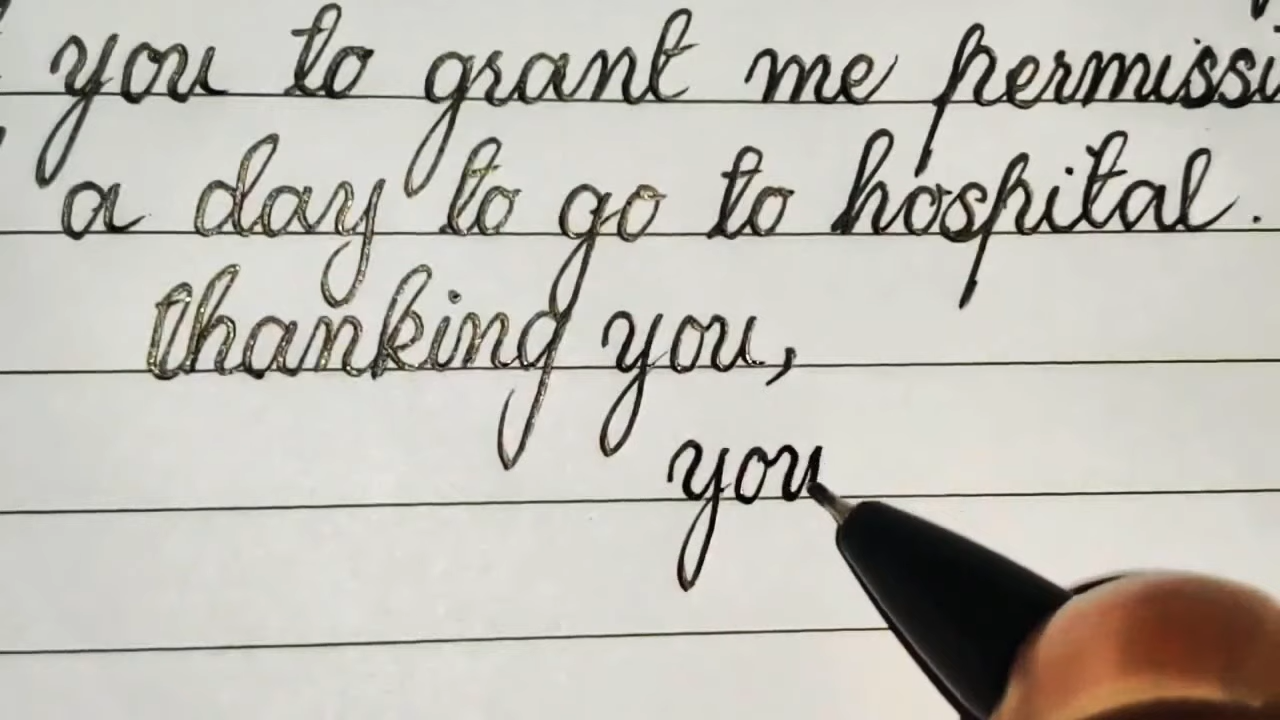 you to grant me permissi
a day to go to hospital.
thanking you,
you